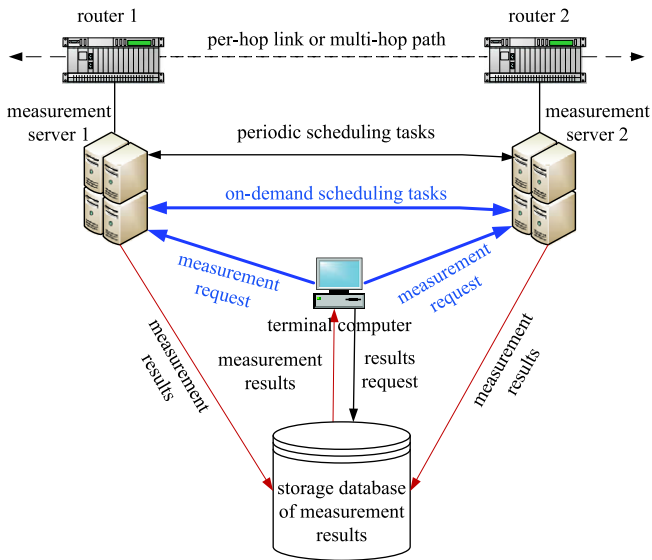 router 1
router 2
per-hop link or multi-hop path
measurement
server 1
measurement
server 2
periodic scheduling tasks
on-demand scheduling tasks
measurement
request
measurement
request
terminal computer
measurement
results
measurement
results
results
request
measurement
results
storage database
of measurement
results